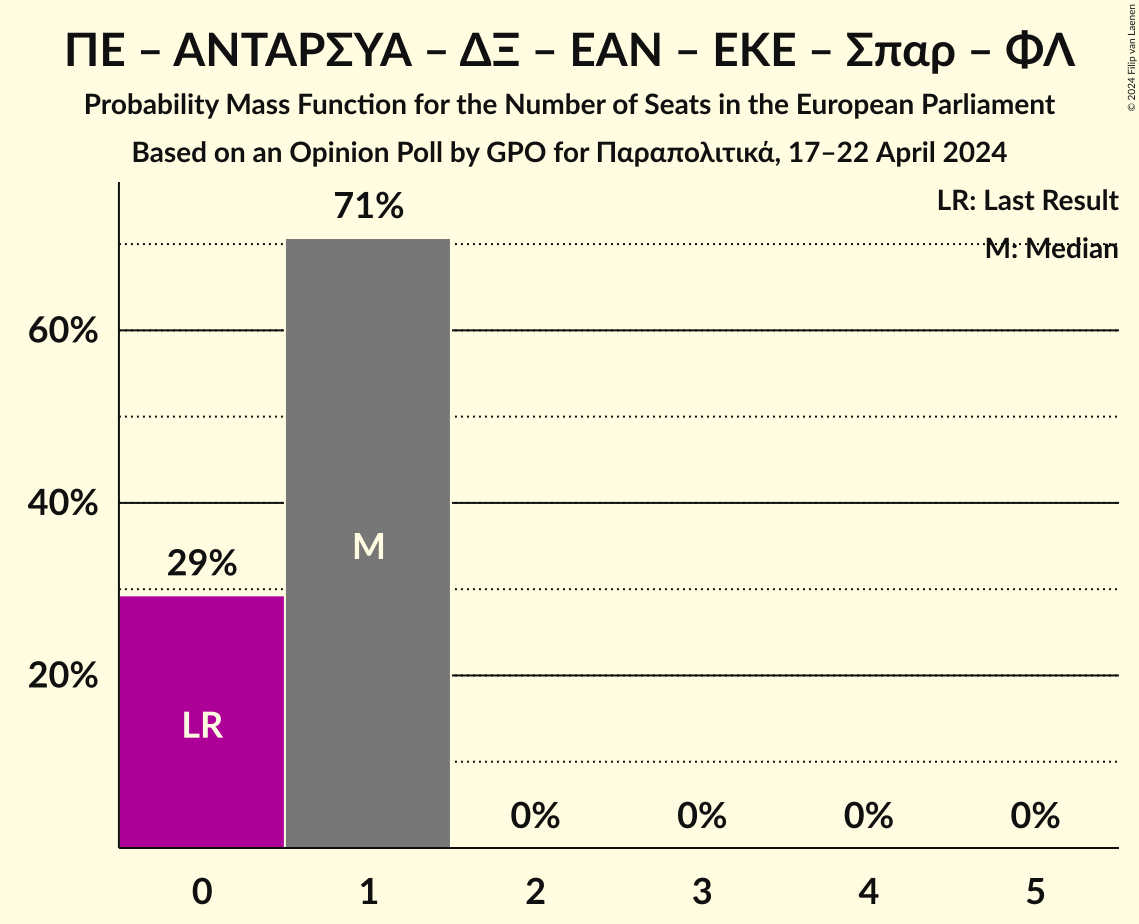 ΠΕ – ΑΝΤΑΡΣΥΑ – ΔΞ – ΕΑΝ – ΕΚΕ – Σπαρ – ΦΛ
Probability Mass Function for the Number of Seats in the European Parliament
Based on an Opinion Poll by GPO for Παραπολιτικά, 17–22 April 2024
© 2024 Filip van Laenen
LR: Last Result
M: Median
71%
60%
40%
29%
20%
M
LR
0%
0%
0%
0%
0
1
2
3
4
5